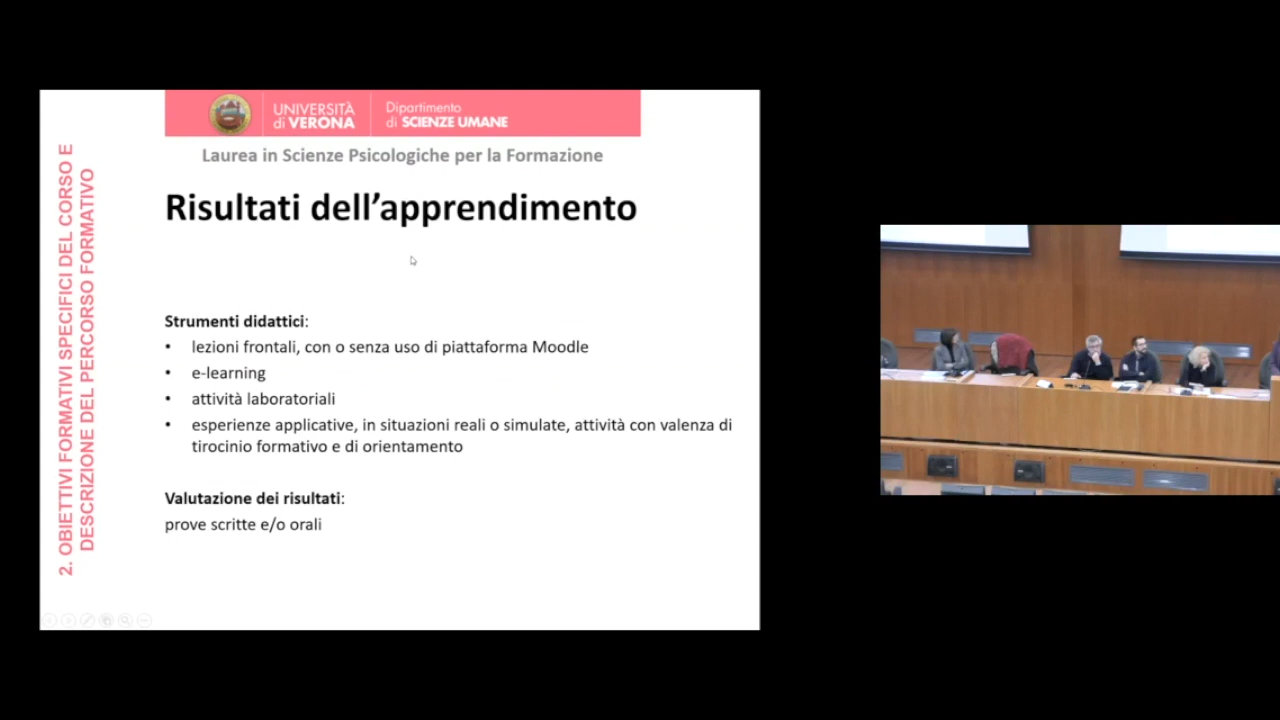 UNIVERSITÀ
di VERONA
Dipartimento
di SCIENZE UMANE
Laurea in Scienze Psicologiche per la Formazione
Risultati dell’apprendimento
2. OBIETTIVI FORMATIVI SPECIFICI DEL CORSO E
DESCRIZIONE DEL PERCORSO FORMATIVO
Strumenti didattici:
• lezioni frontali, con o senza uso di piattaforma Moodle
• e-learning
• attività laboratoriali
• esperienze applicative, in situazioni reali o simulate, attività con valenza di
tirocinio formativo e di orientamento
Valutazione dei risultati:
prove scritte e/o orali